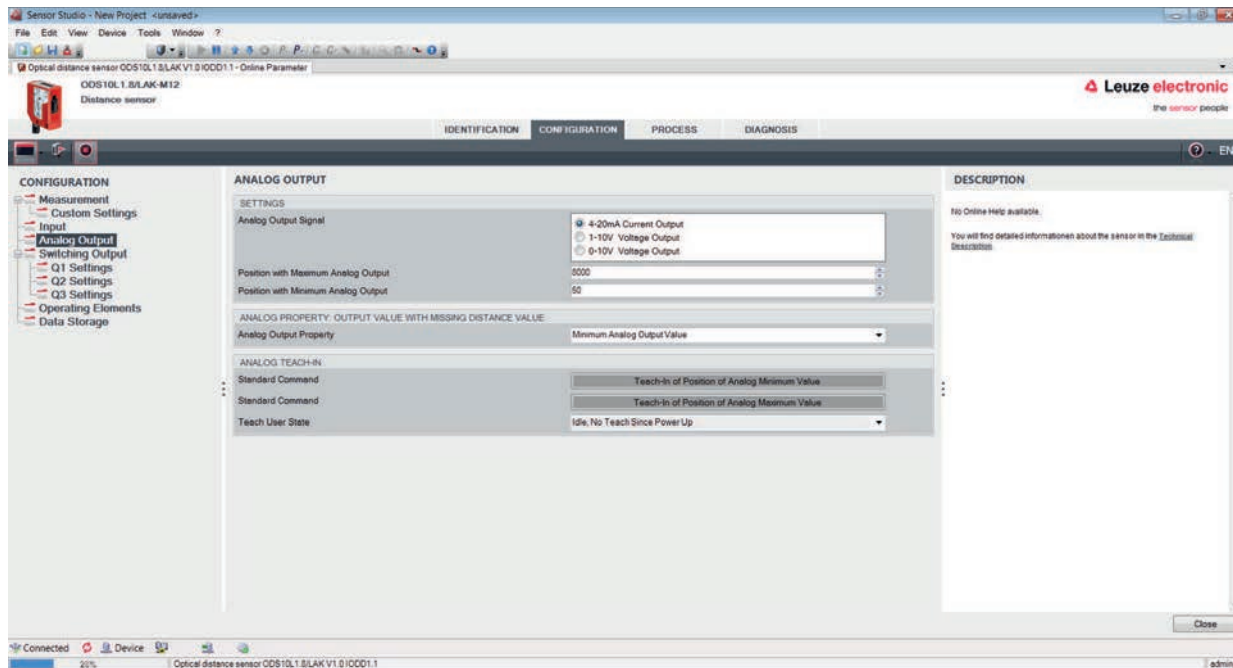 Sensor Studio - New Project <unsaved>
File Edit View Device Tools Window ?
Optical distance sensor ODS10L1.8/LAK V1.0 IODD1.1 - Online Parameter
ODS10L1.8/LAK-M12
Distance sensor
Leuze electronic
the sensor people
IDENTIFICATION CONFIGURATION PROCESS DIAGNOSIS
EN
CONFIGURATION
Measurement
Custom Settings
Input
Analog Output
Switching Output
Q1 Settings
Q2 Settings
Q3 Settings
Operating Elements
Data Storage
ANALOG OUTPUT
SETTINGS
Analog Output Signal
4-20mA Current Output
1-10V Voltage Output
0-10V Voltage Output
Position with Maximum Analog Output
8000
Position with Minimum Analog Output
50
ANALOG PROPERTY: OUTPUT VALUE WITH MISSING DISTANCE VALUE
Analog Output Property
Minimum Analog Output Value
ANALOG TEACH-IN
Standard Command
Teach-In of Position of Analog Minimum Value
Standard Command
Teach-In of Position of Analog Maximum Value
Teach User State
Idle, No Teach Since Power Up
DESCRIPTION
No Online Help available.
You will find detailed informationen about the sensor in the Technical
Description.
Close
Connected Device
20%
Optical distance sensor ODS10L1.8/LAK V1.0 IODD1.1
admin